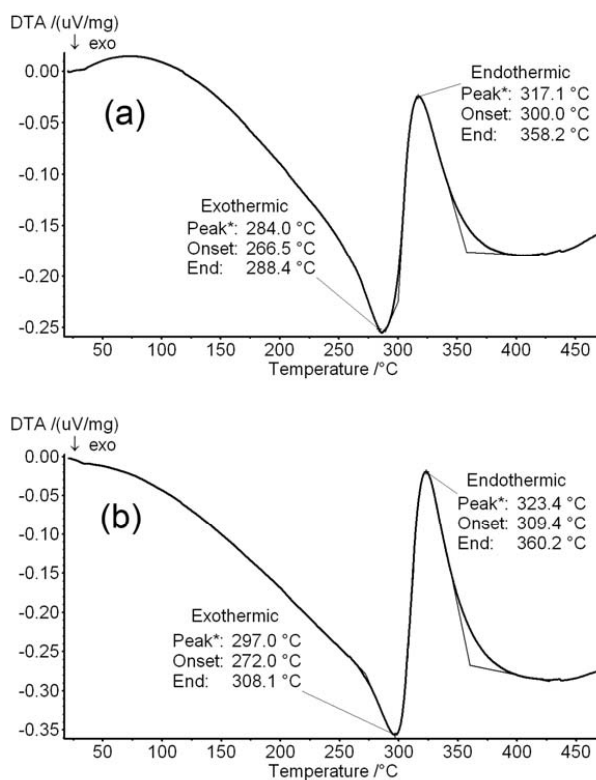 DTA /(uV/mg)
↓ exo
0.00
-0.05
-0.10
-0.15
-0.20
-0.25
(a)
Endothermic
Peak*: 317.1 °C
Onset: 300.0 °C
End: 358.2 °C
Exothermic
Peak*: 284.0 °C
Onset: 266.5 °C
End: 288.4 °C
50 100 150 200 250 300 350 400 450
Temperature /°C
DTA /(uV/mg)
↓ exo
0.00
-0.05
-0.10
-0.15
-0.20
-0.25
-0.30
-0.35
(b)
Endothermic
Peak*: 323.4 °C
Onset: 309.4 °C
End: 360.2 °C
Exothermic
Peak*: 297.0 °C
Onset: 272.0 °C
End: 308.1 °C
50 100 150 200 250 300 350 400 450
Temperature /°C